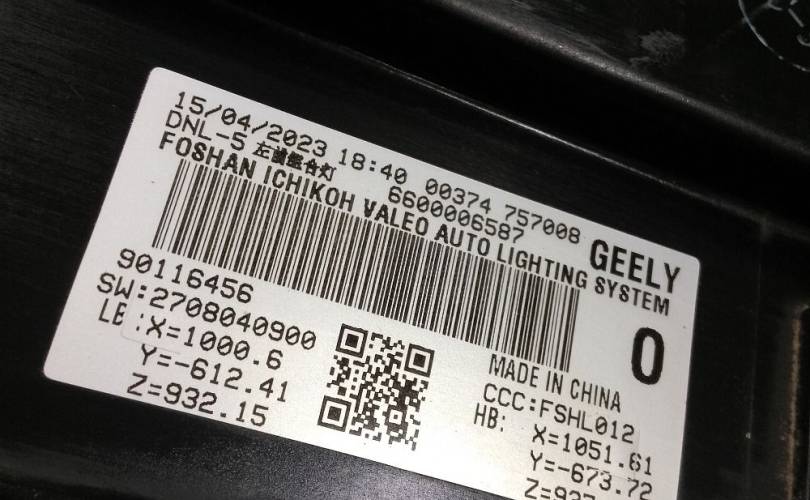 15/04/2023 18:40 00374 757008
DNL-5 左前组合灯 6600006587
FOSHAN ICHIKOH VALEO AUTO LIGHTING SYSTEM
GEELY
90116456
0
SW:2708040900
MADE IN CHINA
LB:X=1000.6
CCC:FSHL012
Y=-612.41
HB: X=1051.61
Z=932.15
Y=-673.72